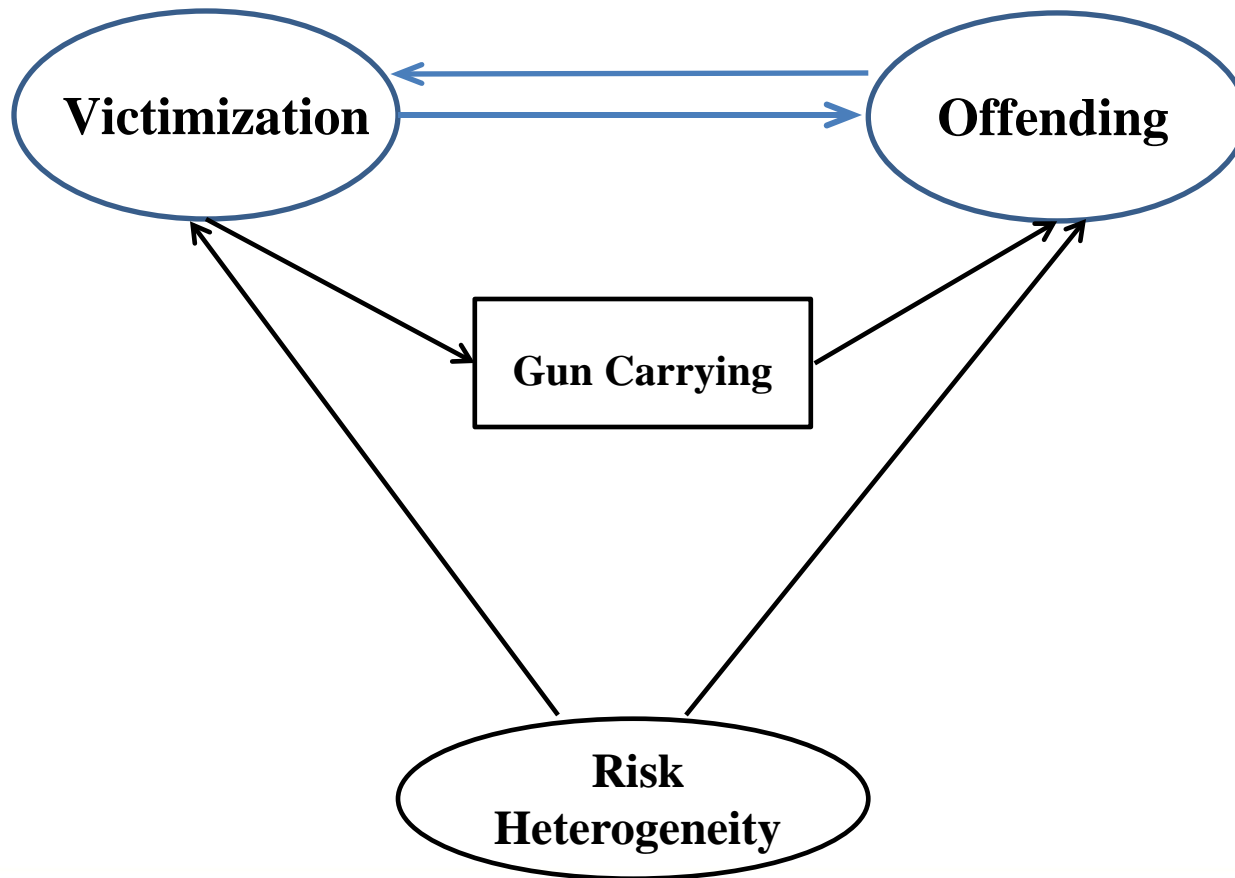 Victimization
Offending
Gun Carrying
Risk
Heterogeneity